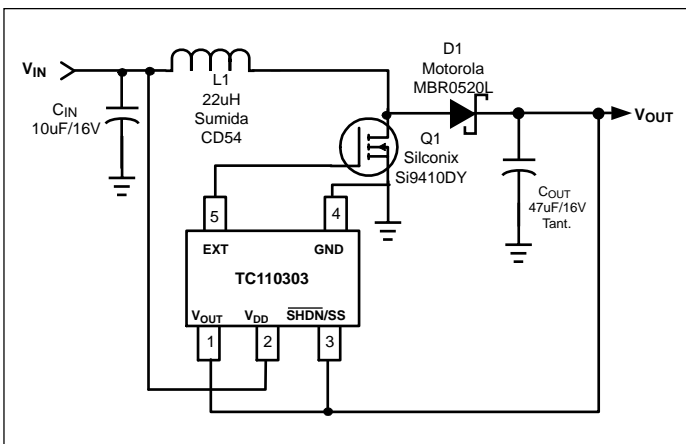 VIN
CIN
10uF/16V
L1
22uH
Sumida
CD54
D1
Motorola
MBR0520L
VOUT
Q1
Silconix
Si9410DY
COUT
47uF/16V
Tant.
5
4
EXT
GND
TC110303
VOUT
VDD
SHDN/SS
1
2
3